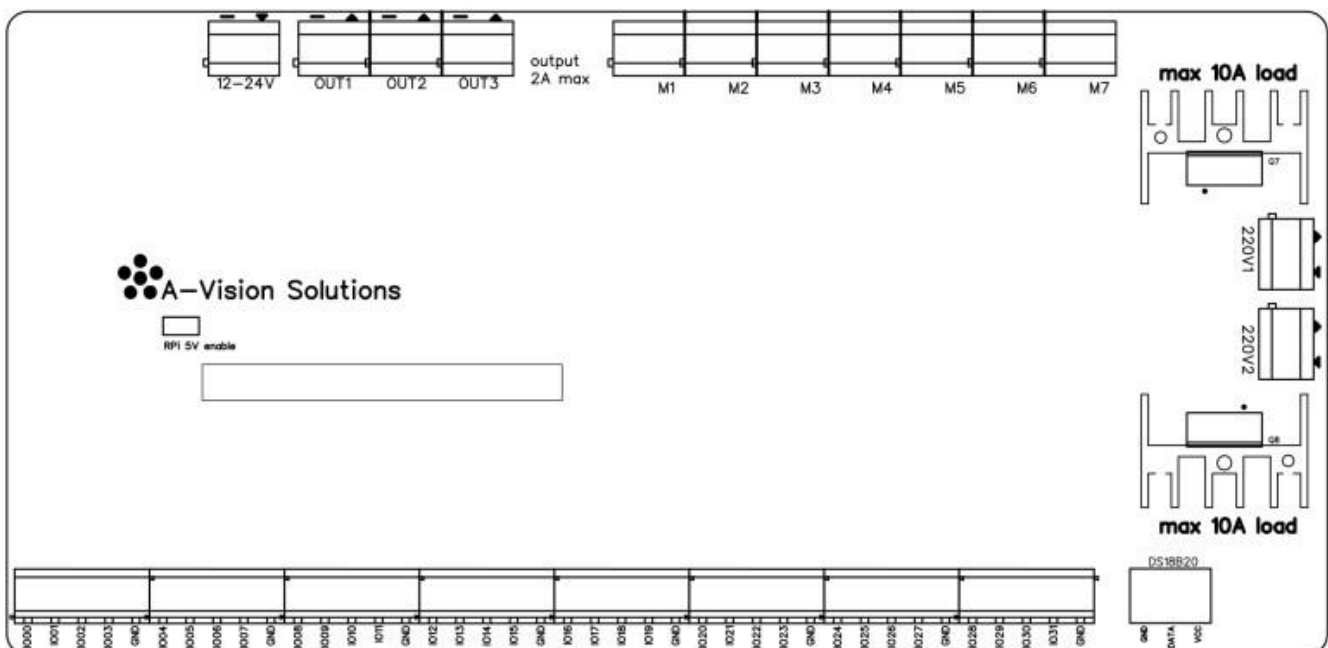 12-24V OUT1 OUT2 OUT3
output
2A max
M1 M2 M3 M4 M5 M6 M7
max 10A load
Q7
220V1
A-Vision Solutions
RPi 5V enable
220V2
Q8
max 10A load
DS18B20
IO00 IO01 IO02 IO03 GND IO04 IO05 IO06 IO07 GND IO08 IO09 IO10 IO11 GND IO12 IO13 IO14 IO15 GND IO16 IO17 IO18 IO19 GND IO20 IO21 IO22 IO23 GND IO24 IO25 IO26 IO27 GND IO28 IO29 IO30 IO31 GND
GND DATA VCC